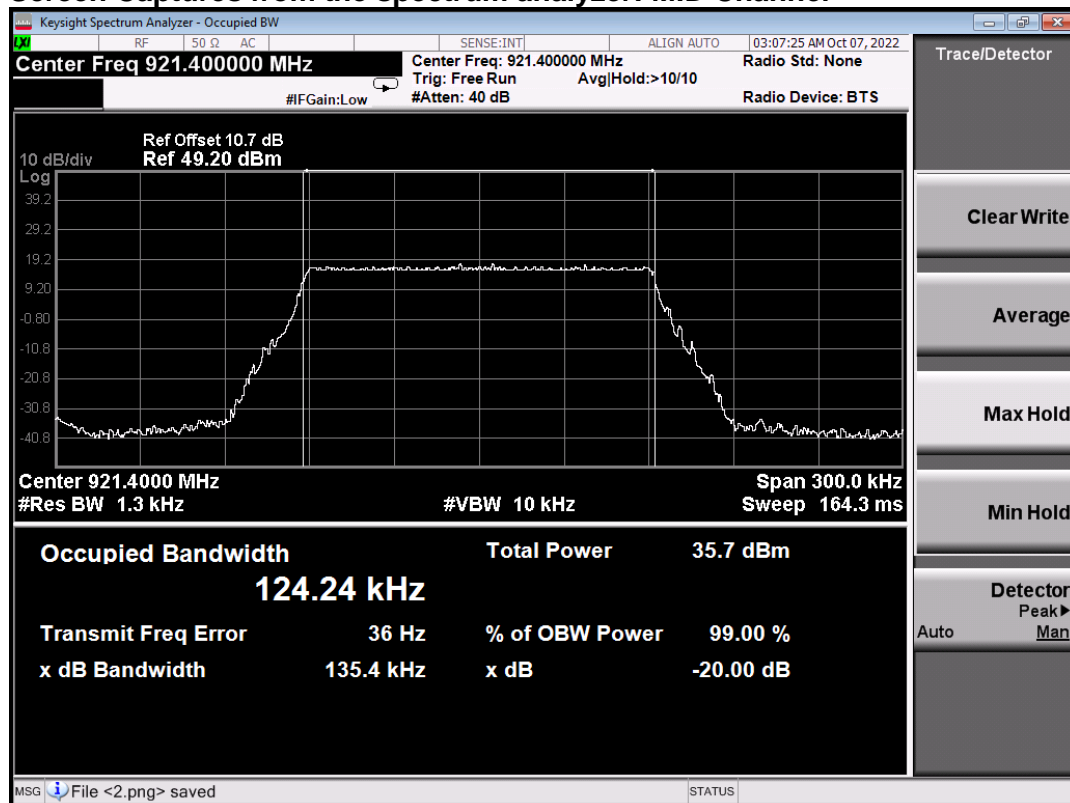 Screen Captures from the spectrum analyzer: MID Channel
Keysight Spectrum Analyzer - Occupied BW
LXI RF 50 Ω AC SENSE:INT ALIGN AUTO 03:07:25 AM Oct 07, 2022
Center Freq 921.400000 MHz
Center Freq: 921.400000 MHz Radio Std: None
Trig: Free Run Avg|Hold:>10/10
#IFGain:Low #Atten: 40 dB Radio Device: BTS
Ref Offset 10.7 dB
10 dB/div Ref 49.20 dBm
Log
39.2
29.2
19.2
9.20
-0.80
-10.8
-20.8
-30.8
-40.8
Center 921.4000 MHz Span 300.0 kHz
#Res BW 1.3 kHz #VBW 10 kHz Sweep 164.3 ms
Occupied Bandwidth Total Power 35.7 dBm
124.24 kHz
Transmit Freq Error 36 Hz % of OBW Power 99.00 %
x dB Bandwidth 135.4 kHz x dB -20.00 dB
Trace/Detector
Clear Write
Average
Max Hold
Min Hold
Detector
Peak▶
Auto Man
MSG File <2.png> saved STATUS